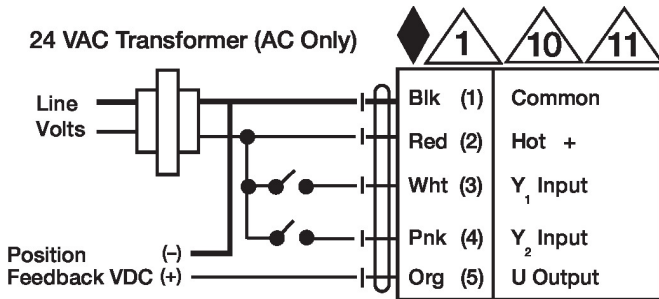 24 VAC Transformer (AC Only)
1 10 11
Line
Volts
Blk (1) Common
Red (2) Hot +
Wht (3) Y1 Input
Pnk (4) Y2 Input
Org (5) U Output
Position (–)
Feedback VDC (+)